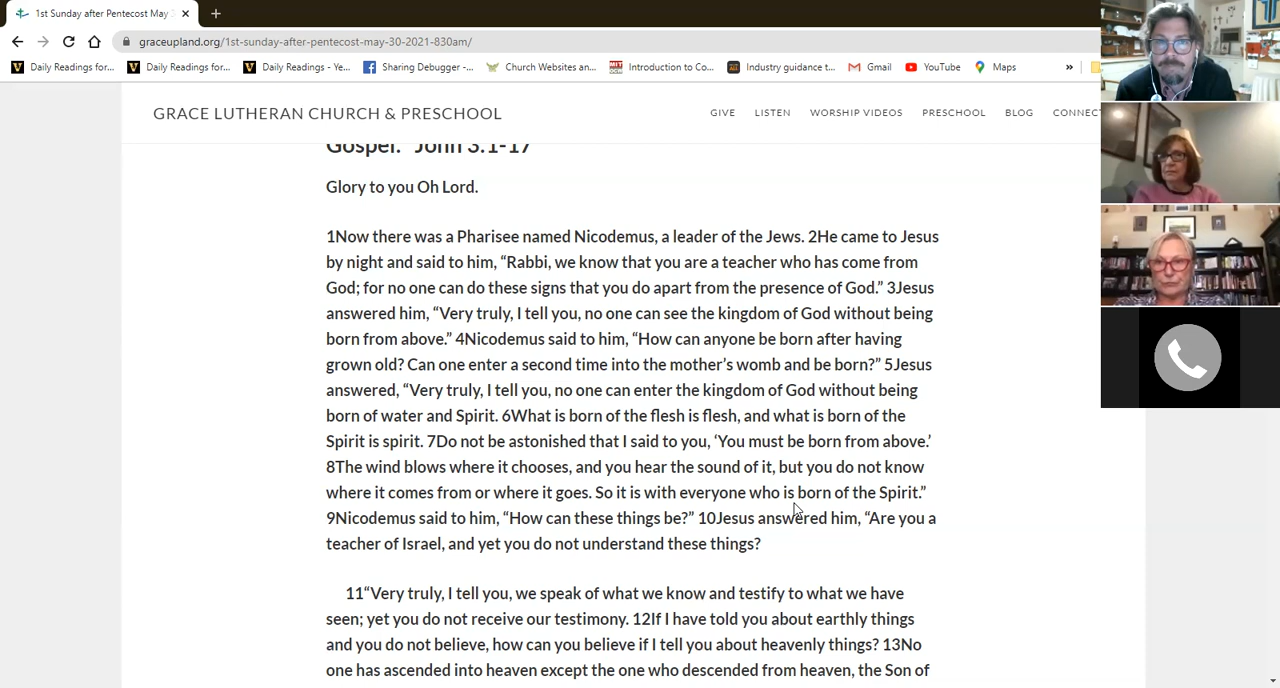 1st Sunday after Pentecost May 3
graceupland.org/1st-sunday-after-pentecost-may-30-2021-830am/
Daily Readings for... Daily Readings for... Daily Readings - Ye... Sharing Debugger -... Church Websites an... Introduction to Co... Industry guidance t... Gmail YouTube Maps »
GRACE LUTHERAN CHURCH & PRESCHOOL GIVE LISTEN WORSHIP VIDEOS PRESCHOOL BLOG CONNECT
Gospel. John 3.1-17
Glory to you Oh Lord.
1Now there was a Pharisee named Nicodemus, a leader of the Jews. 2He came to Jesus
by night and said to him, “Rabbi, we know that you are a teacher who has come from
God; for no one can do these signs that you do apart from the presence of God.” 3Jesus
answered him, “Very truly, I tell you, no one can see the kingdom of God without being
born from above.” 4Nicodemus said to him, “How can anyone be born after having
grown old? Can one enter a second time into the mother’s womb and be born?” 5Jesus
answered, “Very truly, I tell you, no one can enter the kingdom of God without being
born of water and Spirit. 6What is born of the flesh is flesh, and what is born of the
Spirit is spirit. 7Do not be astonished that I said to you, ‘You must be born from above.’
8The wind blows where it chooses, and you hear the sound of it, but you do not know
where it comes from or where it goes. So it is with everyone who is born of the Spirit.”
9Nicodemus said to him, “How can these things be?” 10Jesus answered him, “Are you a
teacher of Israel, and yet you do not understand these things?
11“Very truly, I tell you, we speak of what we know and testify to what we have
seen; yet you do not receive our testimony. 12If I have told you about earthly things
and you do not believe, how can you believe if I tell you about heavenly things? 13No
one has ascended into heaven except the one who descended from heaven, the Son of